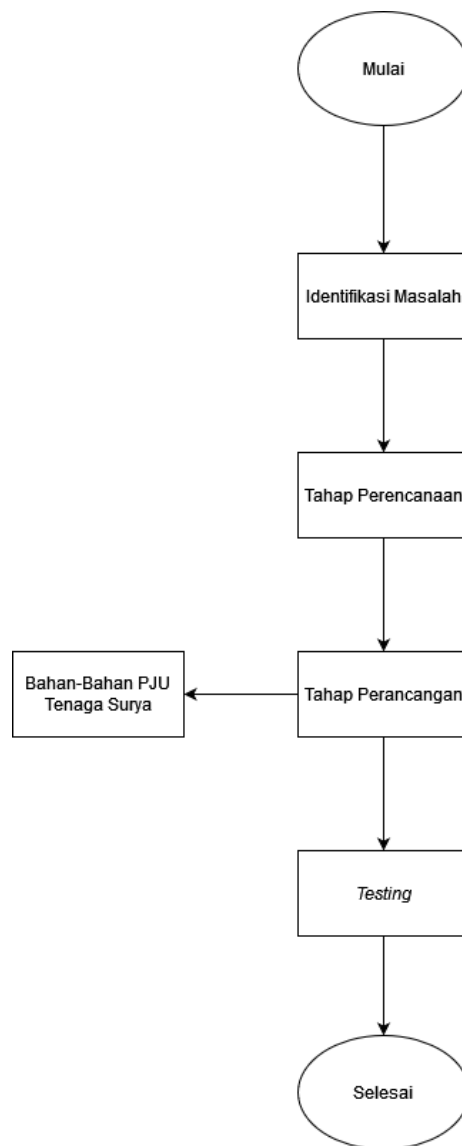 Mulai
Identifikasi Masalah
Tahap Perencanaan
Bahan-Bahan PJU
Tenaga Surya
Tahap Perancangan
Testing
Selesai